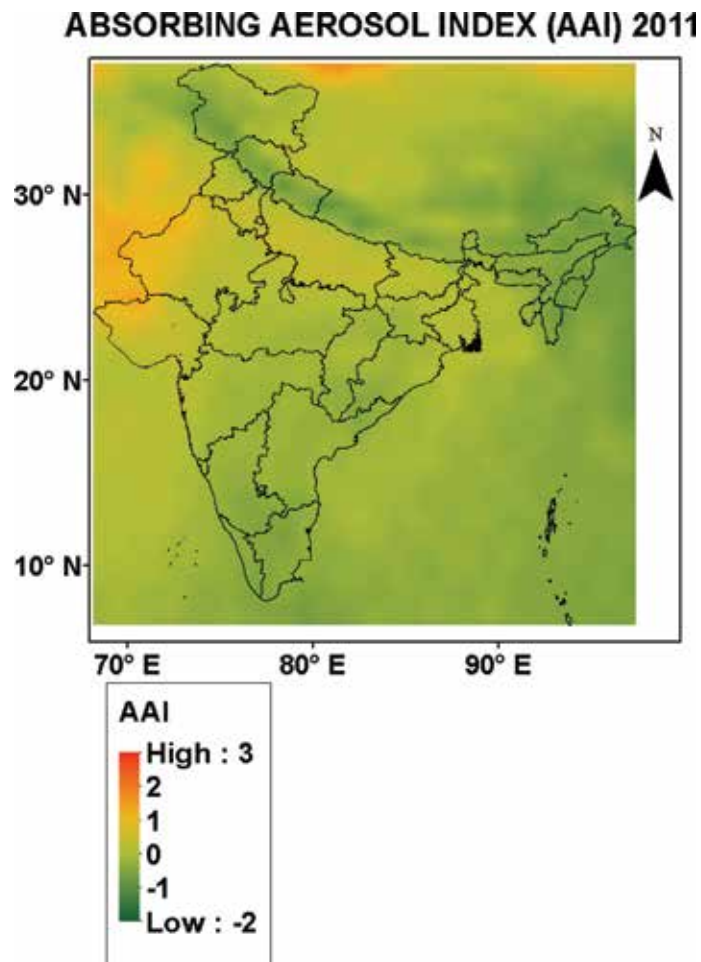 ABSORBING AEROSOL INDEX (AAI) 2011
N
30° N
20° N
10° N
70° E
80° E
90° E
AAI
High : 3
2
1
0
-1
Low : -2